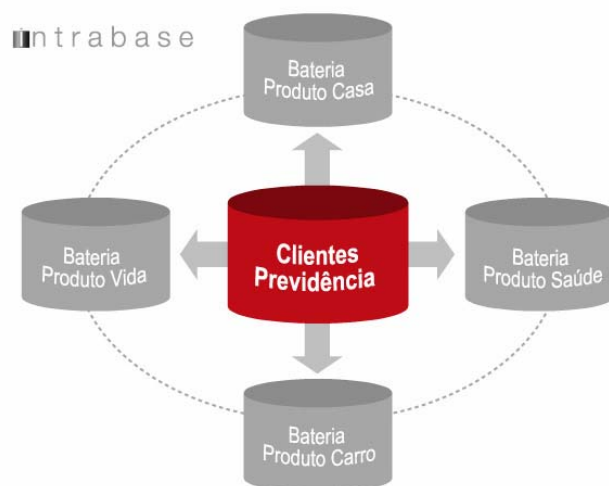 intrabase
Bateria
Produto Casa
Bateria
Produto Vida
Clientes
Previdência
Bateria
Produto Saúde
Bateria
Produto Carro